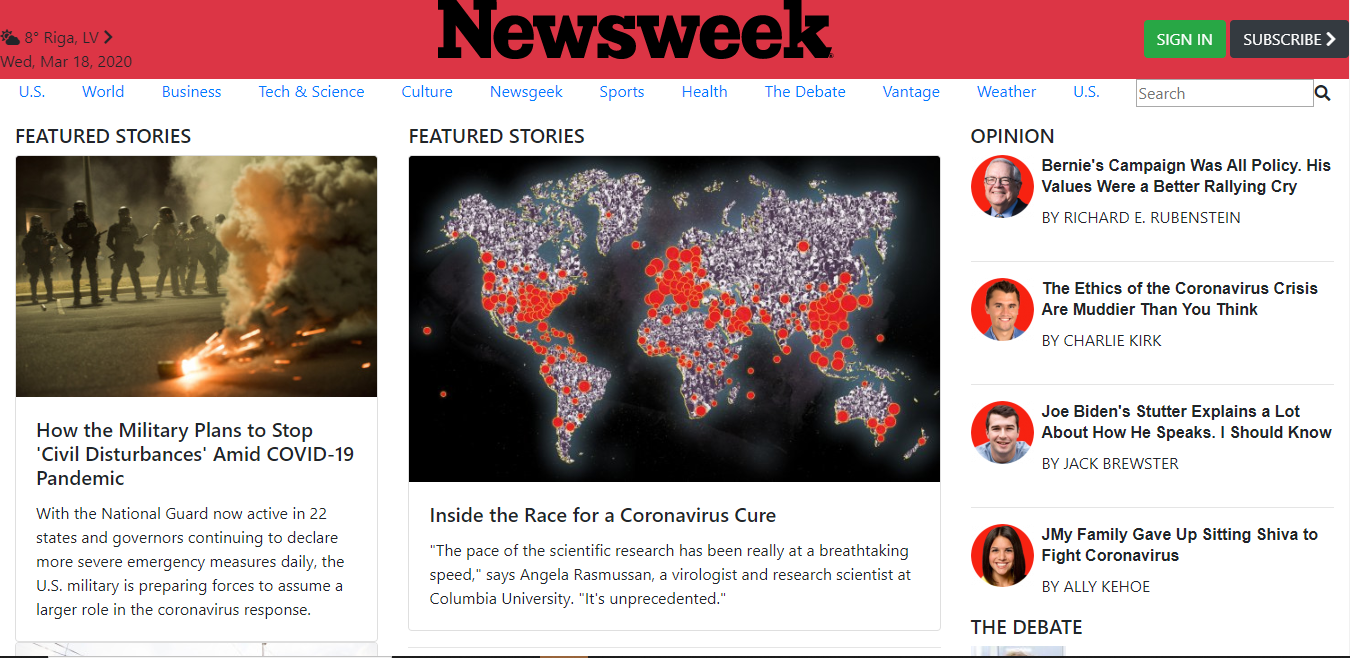 Newsweek
8° Riga, LV
Wed, Mar 18, 2020
SIGN IN
SUBSCRIBE
U.S. World Business Tech & Science Culture Newsgeek Sports Health The Debate Vantage Weather U.S. Search
FEATURED STORIES
How the Military Plans to Stop
'Civil Disturbances' Amid COVID-19
Pandemic
With the National Guard now active in 22
states and governors continuing to declare
more severe emergency measures daily, the
U.S. military is preparing forces to assume a
larger role in the coronavirus response.
FEATURED STORIES
Inside the Race for a Coronavirus Cure
"The pace of the scientific research has been really at a breathtaking
speed," says Angela Rasmussan, a virologist and research scientist at
Columbia University. "It's unprecedented."
OPINION
Bernie's Campaign Was All Policy. His
Values Were a Better Rallying Cry
BY RICHARD E. RUBENSTEIN
The Ethics of the Coronavirus Crisis
Are Muddier Than You Think
BY CHARLIE KIRK
Joe Biden's Stutter Explains a Lot
About How He Speaks. I Should Know
BY JACK BREWSTER
JMy Family Gave Up Sitting Shiva to
Fight Coronavirus
BY ALLY KEHOE
THE DEBATE